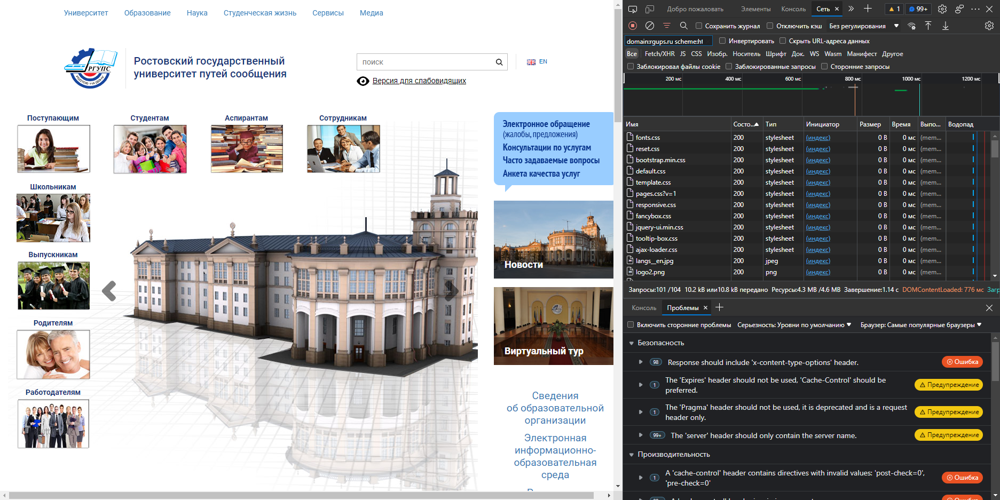 Университет Образование Наука Студенческая жизнь Сервисы Медиа
РГУПС
РОСТОВ-НА-ДОНУ
Ростовский государственный
университет путей сообщения
поиск
EN
Версия для слабовидящих
Поступающим
Студентам
Аспирантам
Сотрудникам
Школьникам
Выпускникам
Родителям
Работодателям
Электронное обращение
(жалобы, предложения)
Консультации по услугам
Часто задаваемые вопросы
Анкета качества услуг
Новости
Виртуальный тур
Сведения
об образовательной
организации
Электронная
информационно-
образовательная
среда
Добро пожаловать Элементы Консоль Сеть 1 99+
Сохранить журнал Отключить кэш Без регулирования
domain:rgups.ru scheme:ht Инвертировать Скрыть URL-адреса данных
Все Fetch/XHR JS CSS Изобр. Носитель Шрифт Док. WS Wasm Манифест Другое
Заблокировал файлы cookie Заблокированные запросы Сторонние запросы
200 мс 400 мс 600 мс 800 мс 1000 мс 1200 мс
Имя Состо... Тип Инициатор Размер Время Выпо... Водопад
fonts.css 200 stylesheet (индекс) 0 B 0 мс (mem...
reset.css 200 stylesheet (индекс) 0 B 0 мс (mem...
bootstrap.min.css 200 stylesheet (индекс) 0 B 0 мс (mem...
default.css 200 stylesheet (индекс) 0 B 0 мс (mem...
template.css 200 stylesheet (индекс) 0 B 0 мс (mem...
pages.css?v=1 200 stylesheet (индекс) 0 B 0 мс (mem...
responsive.css 200 stylesheet (индекс) 0 B 0 мс (mem...
fancybox.css 200 stylesheet (индекс) 0 B 0 мс (mem...
jquery-ui.min.css 200 stylesheet (индекс) 0 B 0 мс (mem...
tooltip-box.css 200 stylesheet (индекс) 0 B 0 мс (mem...
ajax-loader.css 200 stylesheet (индекс) 0 B 0 мс (mem...
langs__en.jpg 200 jpeg (индекс) 0 B 0 мс (mem...
logo2.png 200 png (индекс) 0 B 0 мс (mem...
Запросы:101 /104 10.2 kB или10.8 kB передано Ресурсы:4.3 MB /4.6 MB Завершение:1.14 с DOMContentLoaded: 776 мс Загр
Консоль Проблемы
Включить сторонние проблемы Серьезность: Уровни по умолчанию Браузер: Самые популярные браузеры
Безопасность
98 Response should include 'x-content-type-options' header. Ошибка
1 The 'Expires' header should not be used, 'Cache-Control' should be
preferred. Предупреждение
1 The 'Pragma' header should not be used, it is deprecated and is a request
header only. Предупреждение
99+ The 'server' header should only contain the server name. Предупреждение
Производительность
1 A 'cache-control' header contains directives with invalid values: 'post-check=0',
'pre-check=0' Ошибка